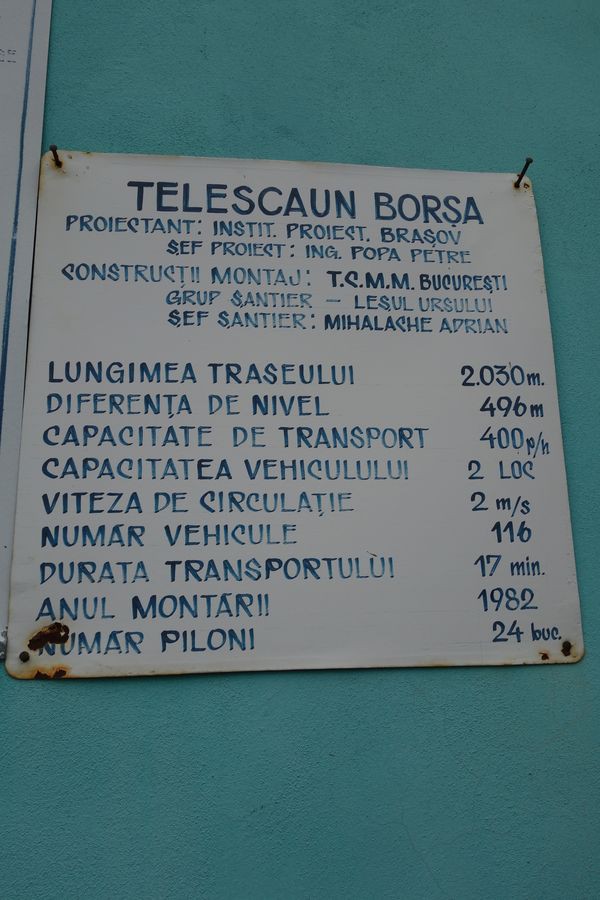 TELESCAUN BORȘA
PROIECTANT: INSTIT. PROIECT. BRAȘOV
ȘEF PROIECT: ING. POPA PETRE
CONSTRUCȚII MONTAJ: T.C.M.M. BUCUREȘTI
GRUP ȘANTIER – LEȘUL URSULUI
ȘEF ȘANTIER: MIHALACHE ADRIAN
LUNGIMEA TRASEULUI 2.030m.
DIFERENȚA DE NIVEL 496m
CAPACITATE DE TRANSPORT 400p/h
CAPACITATEA VEHICULULUI 2 LOC
VITEZA DE CIRCULAȚIE 2 m/s
NUMĂR VEHICULE 116
DURATA TRANSPORTULUI 17 min.
ANUL MONTĂRII 1982
NUMĂR PILONI 24 buc.